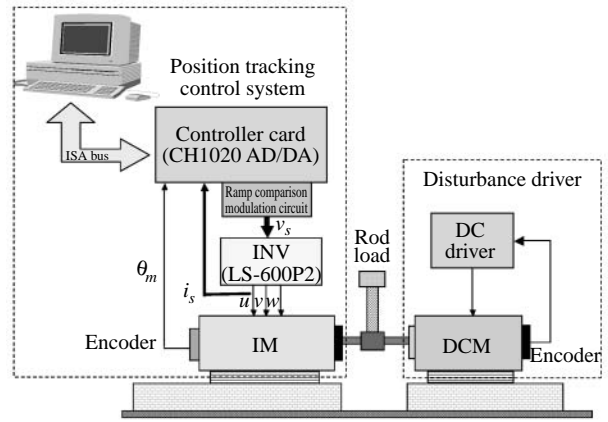 Position tracking
control system
Controller card
(CH1020 AD/DA)
ISA bus
Ramp comparison
modulation circuit
v_s
INV
(LS-600P2)
θ_m
i_s
u v w
Encoder
IM
Rod
load
Disturbance driver
DC
driver
DCM
Encoder